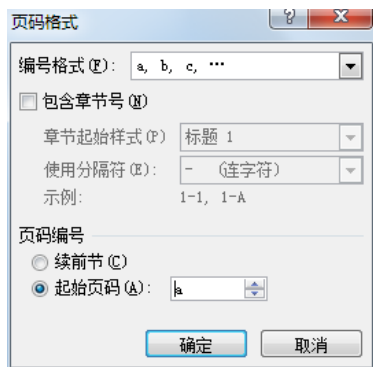 页码格式
编号格式(F): a, b, c, …
包含章节号(N)
章节起始样式(P) 标题 1
使用分隔符(E): - (连字符)
示例: 1-1, 1-A
页码编号
续前节(C)
起始页码(A): a
确定 取消